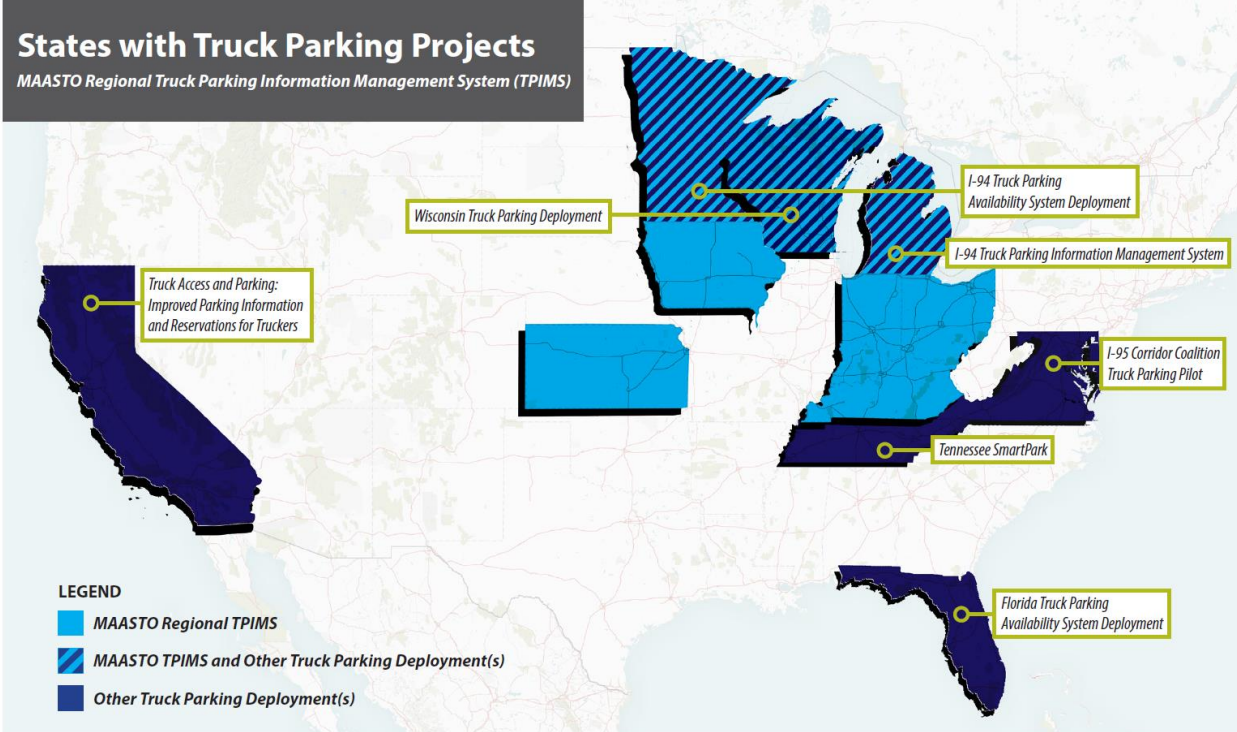 States with Truck Parking Projects
MAASTO Regional Truck Parking Information Management System (TPIMS)
I-94 Truck Parking
Availability System Deployment
Wisconsin Truck Parking Deployment
I-94 Truck Parking Information Management System
Truck Access and Parking:
Improved Parking Information
and Reservations for Truckers
I-95 Corridor Coalition
Truck Parking Pilot
Tennessee SmartPark
Florida Truck Parking
Availability System Deployment
LEGEND
MAASTO Regional TPIMS
MAASTO TPIMS and Other Truck Parking Deployment(s)
Other Truck Parking Deployment(s)